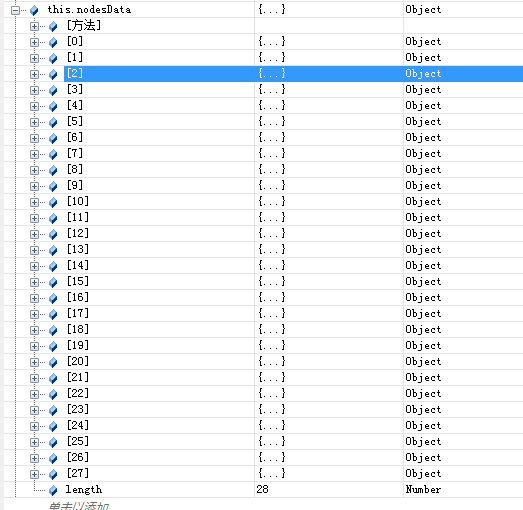 this.nodesData {...} Object
[方法]
[0] {...} Object
[1] {...} Object
[2] {...} Object
[3] {...} Object
[4] {...} Object
[5] {...} Object
[6] {...} Object
[7] {...} Object
[8] {...} Object
[9] {...} Object
[10] {...} Object
[11] {...} Object
[12] {...} Object
[13] {...} Object
[14] {...} Object
[15] {...} Object
[16] {...} Object
[17] {...} Object
[18] {...} Object
[19] {...} Object
[20] {...} Object
[21] {...} Object
[22] {...} Object
[23] {...} Object
[24] {...} Object
[25] {...} Object
[26] {...} Object
[27] {...} Object
length 28 Number
单击以添加